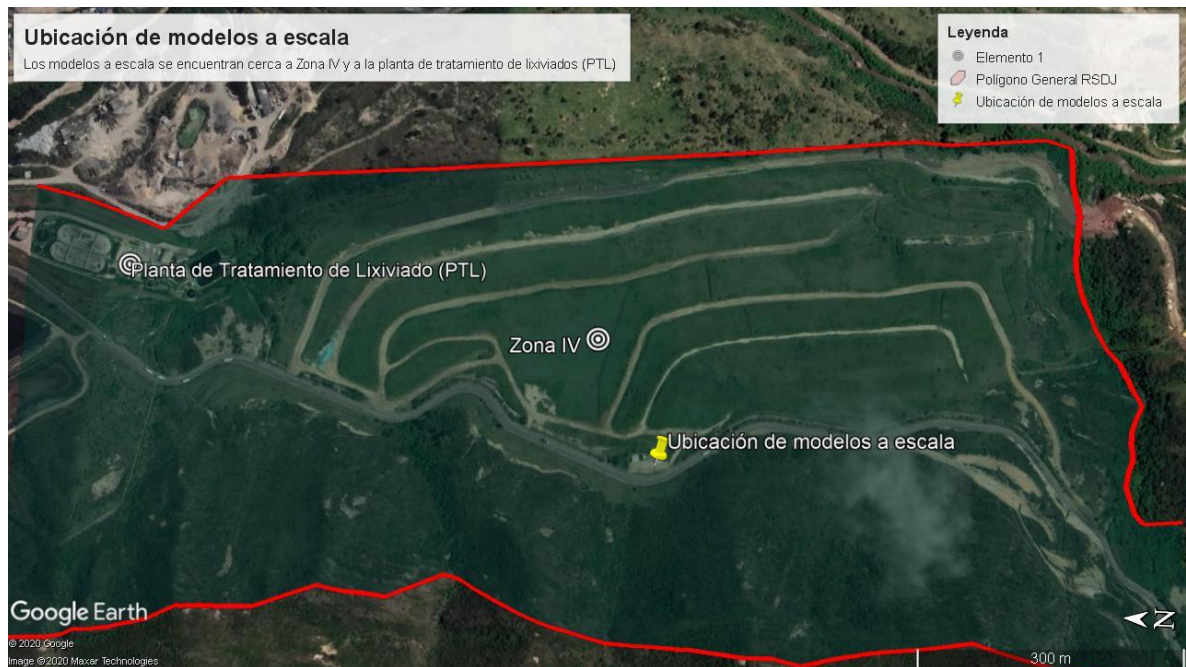 Ubicación de modelos a escala
Los modelos a escala se encuentran cerca a Zona IV y a la planta de tratamiento de lixiviados (PTL)
Leyenda
Elemento 1
Polígono General RSDJ
Ubicación de modelos a escala
Planta de Tratamiento de Lixiviado (PTL)
Zona IV
Ubicación de modelos a escala
Google Earth
© 2020 Google
Image © 2020 Maxar Technologies
N
300 m